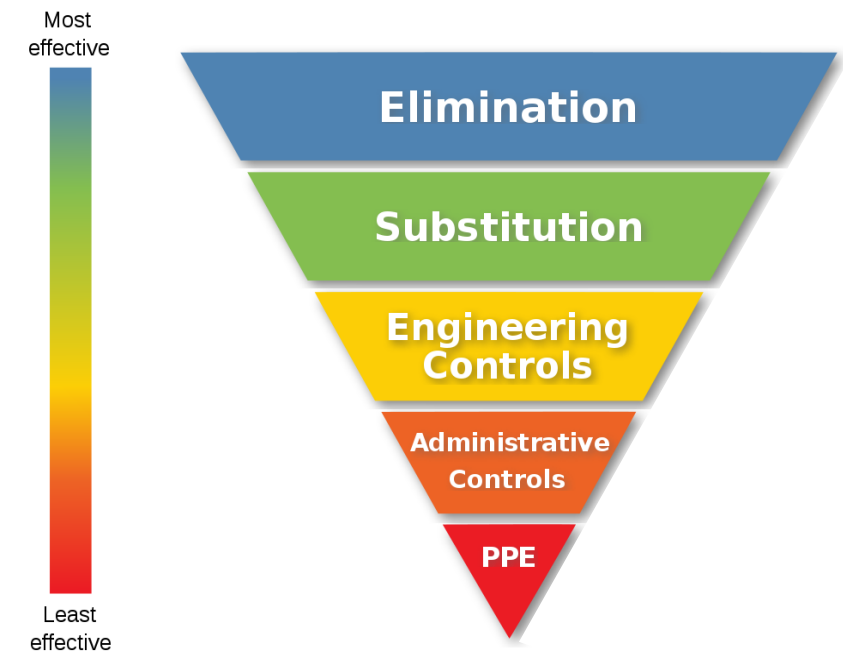 Most
effective
Elimination
Substitution
Engineering
Controls
Administrative
Controls
PPE
Least
effective